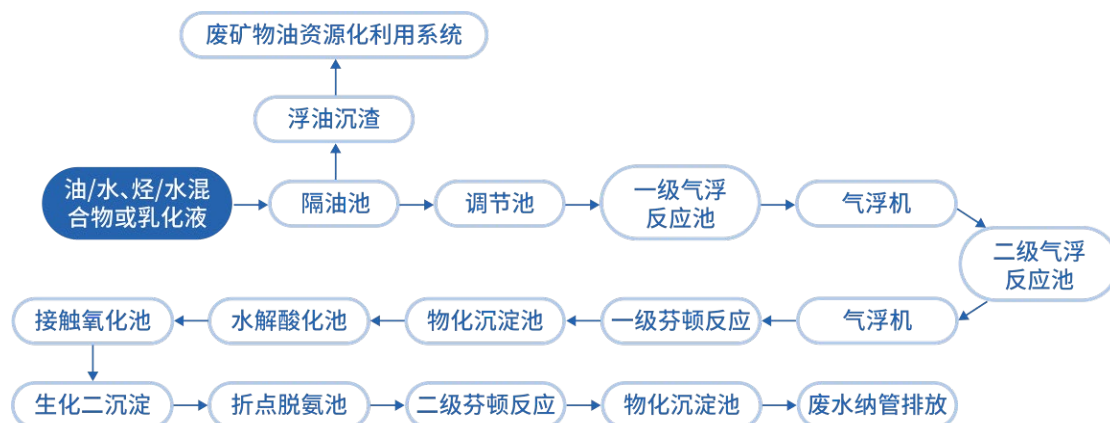 废矿物油资源化利用系统
浮油沉渣
油/水、烃/水混
合物或乳化液
隔油池
调节池
一级气浮
反应池
气浮机
二级气浮
反应池
接触氧化池
水解酸化池
物化沉淀池
一级芬顿反应
气浮机
生化二沉淀
折点脱氨池
二级芬顿反应
物化沉淀池
废水纳管排放